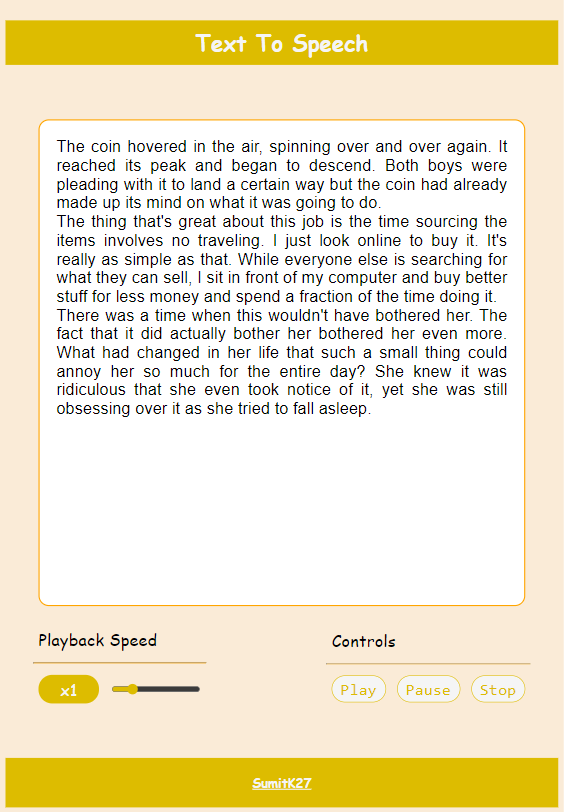 Text To Speech
The coin hovered in the air, spinning over and over again. It
reached its peak and began to descend. Both boys were
pleading with it to land a certain way but the coin had already
made up its mind on what it was going to do.
The thing that's great about this job is the time sourcing the
items involves no traveling. I just look online to buy it. It's
really as simple as that. While everyone else is searching for
what they can sell, I sit in front of my computer and buy better
stuff for less money and spend a fraction of the time doing it.
There was a time when this wouldn't have bothered her. The
fact that it did actually bother her bothered her even more.
What had changed in her life that such a small thing could
annoy her so much for the entire day? She knew it was
ridiculous that she even took notice of it, yet she was still
obsessing over it as she tried to fall asleep.
Playback Speed
Controls
x1
Play Pause Stop
SumitK27